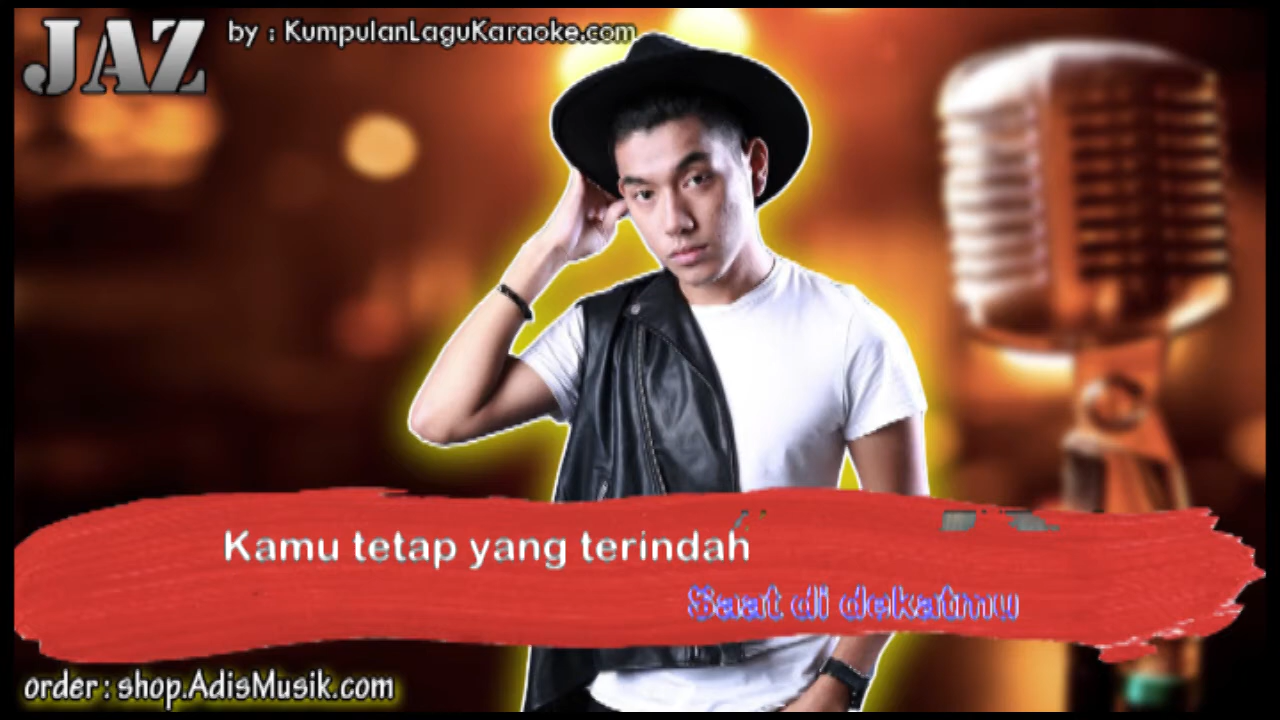 JAZ
by : KumpulanLaguKaraoke.com
Kamu tetap yang terindah
Saat di dekatmu
order : shop.AdisMusik.com